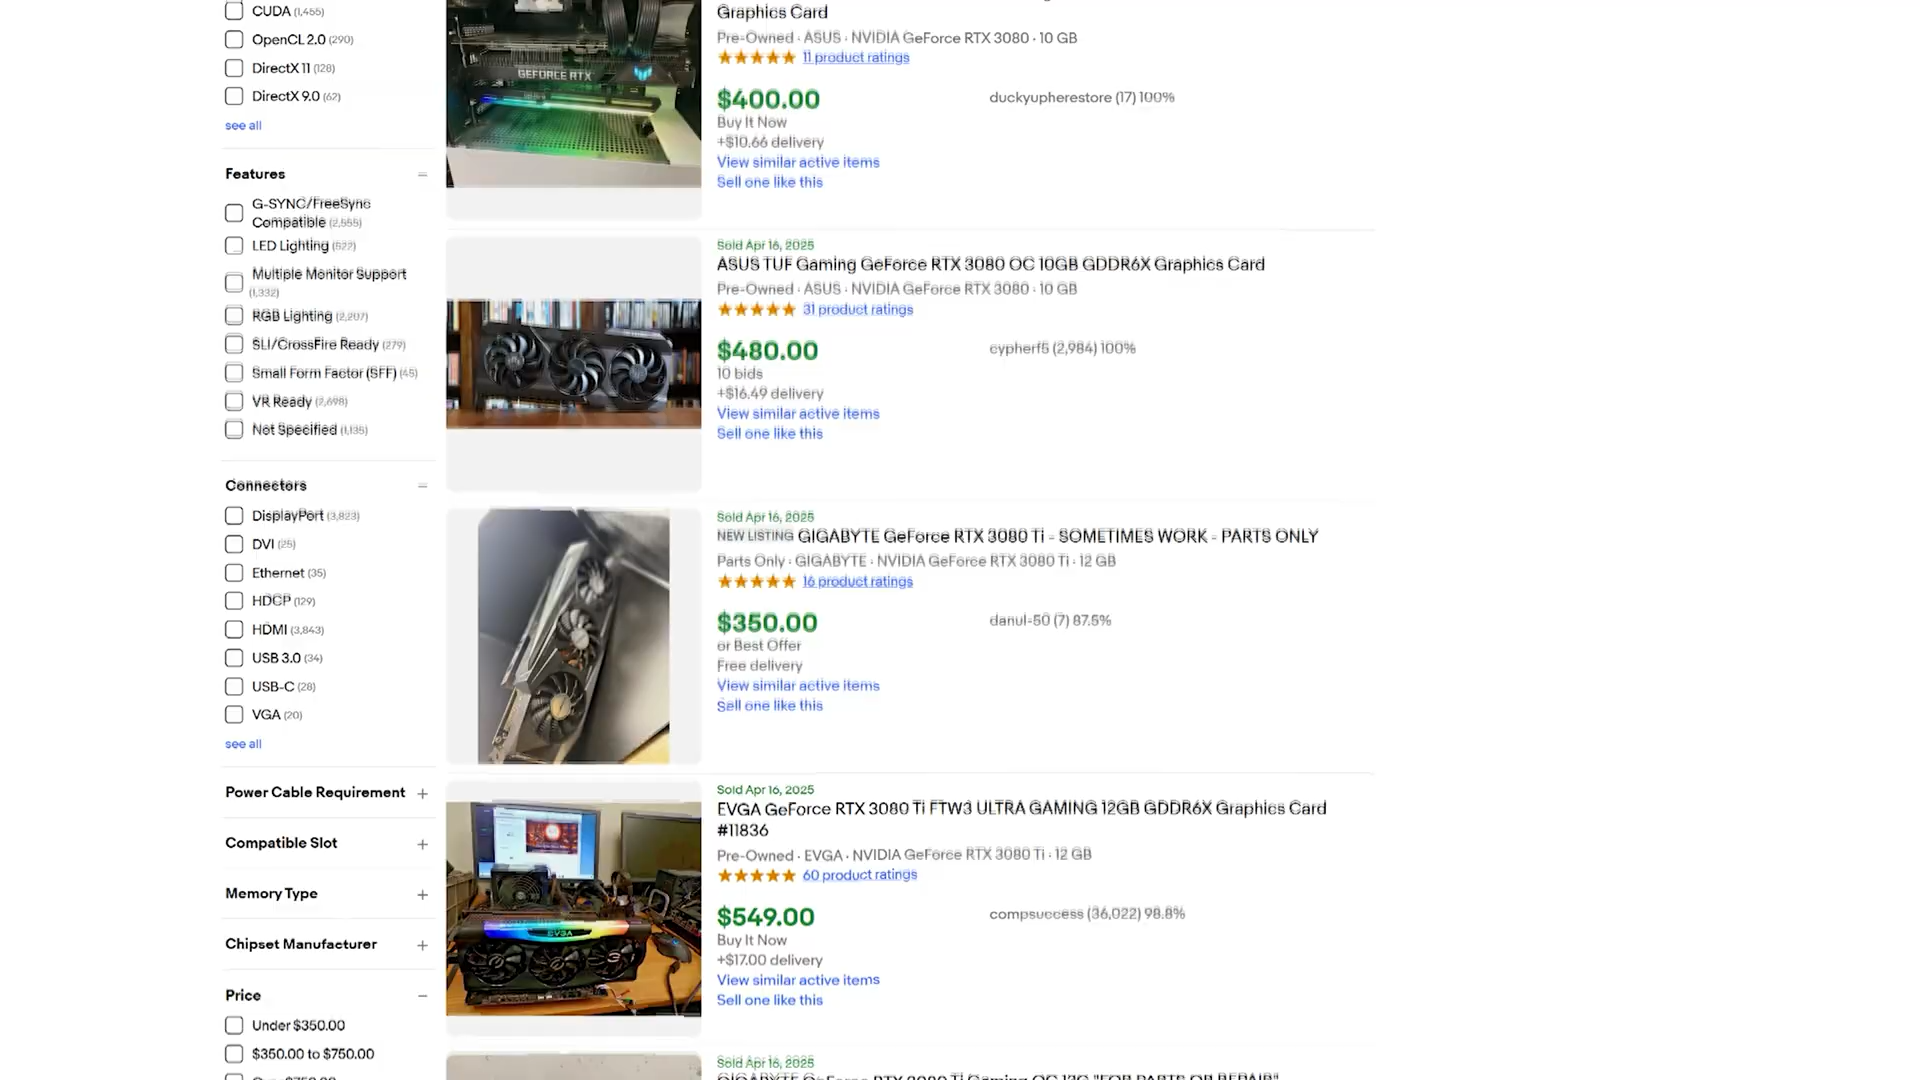 CUDA (1,455)
OpenCL 2.0 (290)
DirectX 11 (128)
DirectX 9.0 (62)
see all
Features
G-SYNC/FreeSync
Compatible (2,555)
LED Lighting (522)
Multiple Monitor Support
(1,332)
RGB Lighting (2,207)
SLI/CrossFire Ready (279)
Small Form Factor (SFF) (45)
VR Ready (2,698)
Not Specified (1,135)
Connectors
DisplayPort (3,823)
DVI (25)
Ethernet (35)
HDCP (129)
HDMI (3,843)
USB 3.0 (34)
USB-C (28)
VGA (20)
see all
Power Cable Requirement
Compatible Slot
Memory Type
Chipset Manufacturer
Price
Under $350.00
$350.00 to $750.00
GEFORCE RTX
Graphics Card
Pre-Owned · ASUS · NVIDIA GeForce RTX 3080 · 10 GB
11 product ratings
$400.00
duckyupherestore (17) 100%
Buy It Now
+$10.66 delivery
View similar active items
Sell one like this
Sold Apr 16, 2025
ASUS TUF Gaming GeForce RTX 3080 OC 10GB GDDR6X Graphics Card
Pre-Owned · ASUS · NVIDIA GeForce RTX 3080 · 10 GB
31 product ratings
$480.00
cypherf5 (2,984) 100%
10 bids
+$16.49 delivery
View similar active items
Sell one like this
Sold Apr 16, 2025
NEW LISTING GIGABYTE GeForce RTX 3080 Ti - SOMETIMES WORK - PARTS ONLY
Parts Only · GIGABYTE · NVIDIA GeForce RTX 3080 Ti · 12 GB
16 product ratings
$350.00
danul-50 (7) 87.5%
or Best Offer
Free delivery
View similar active items
Sell one like this
Sold Apr 16, 2025
EVGA GeForce RTX 3080 Ti FTW3 ULTRA GAMING 12GB GDDR6X Graphics Card
#11836
Pre-Owned · EVGA · NVIDIA GeForce RTX 3080 Ti · 12 GB
60 product ratings
$549.00
compsuccess (36,022) 98.8%
Buy It Now
+$17.00 delivery
View similar active items
Sell one like this
EVGA
Sold Apr 16, 2025
GIGABYTE GeForce RTX 3080 Ti Gaming OC 12G "FOR PARTS OR REPAIR"